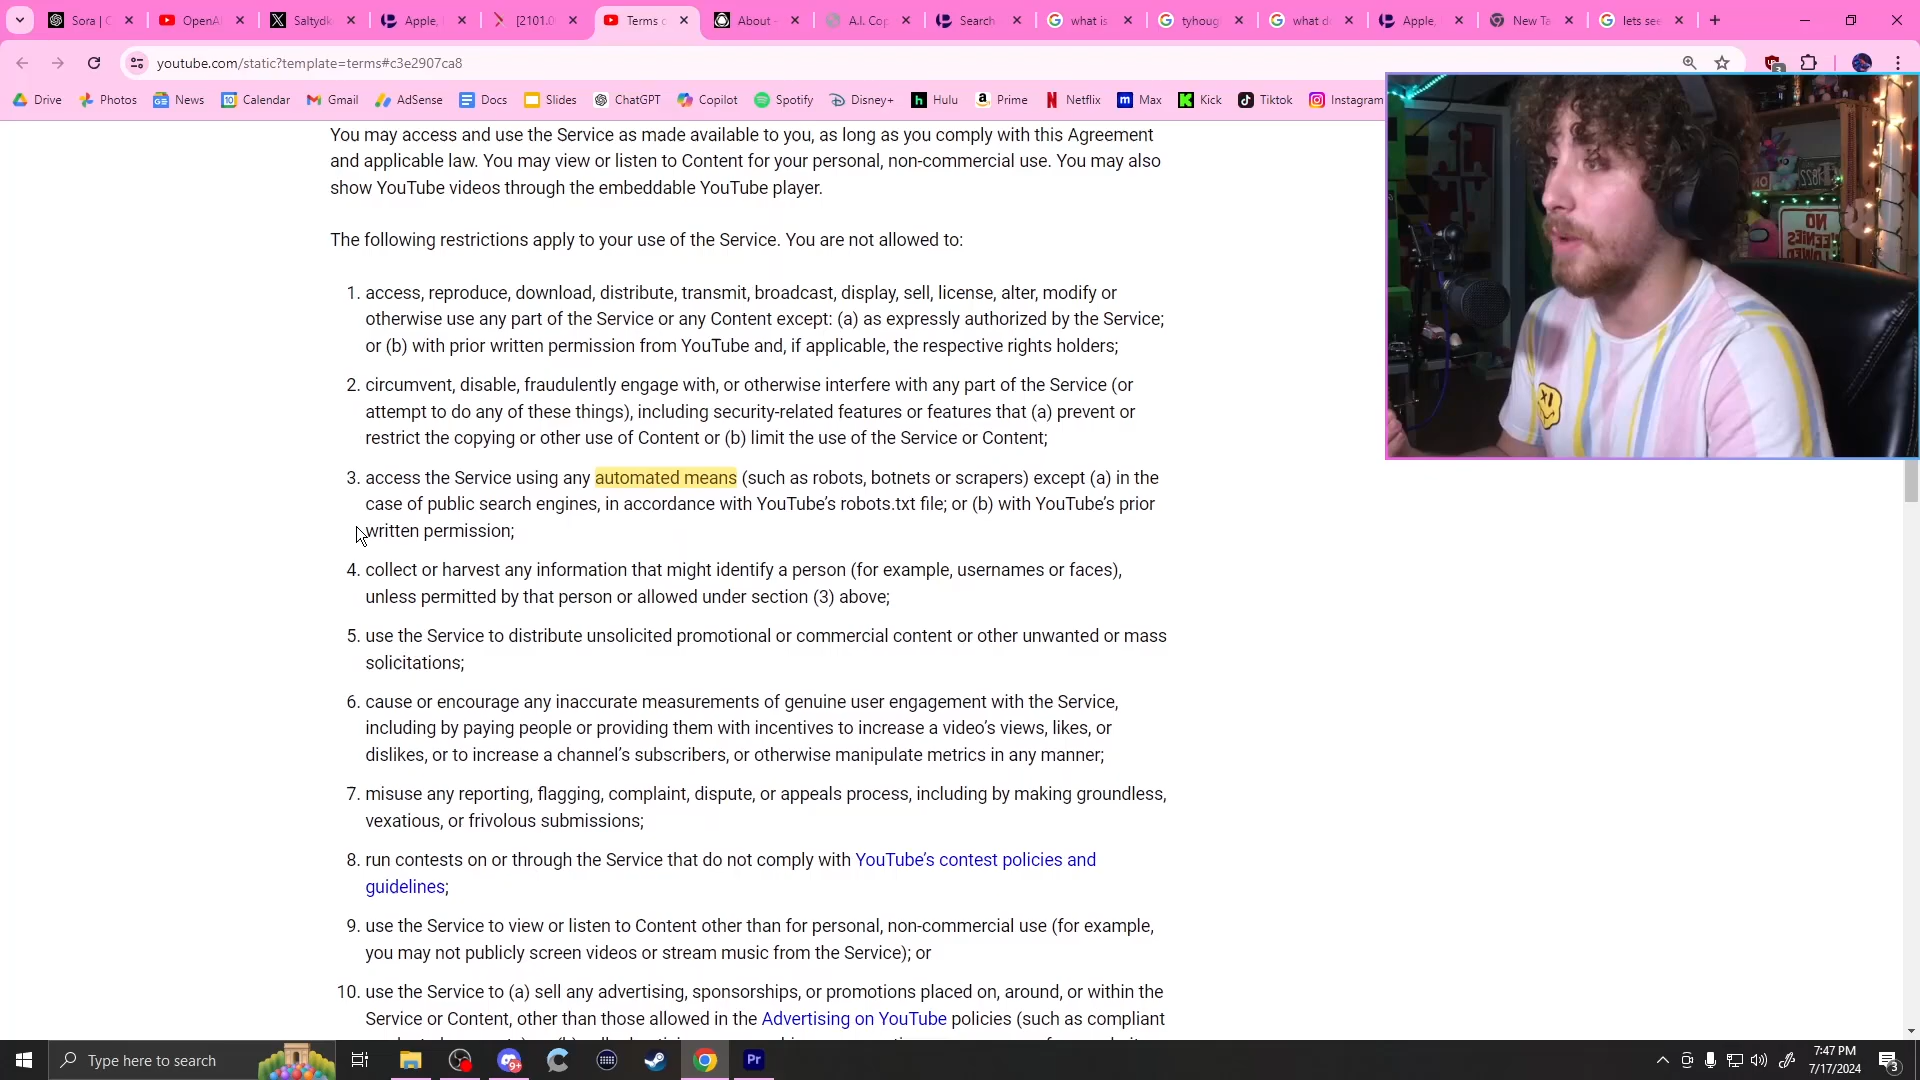 Sora | C
OpenAI
Saltydk
Apple,
[2101.0
Terms o
About -
A.I. Cop
Search
what is
tyhoug
what d
Apple,
New Ta
lets see
youtube.com/static?template=terms#c3e2907ca8
Drive
Photos
News
Calendar
Gmail
AdSense
Docs
Slides
ChatGPT
Copilot
Spotify
Disney+
Hulu
Prime
Netflix
Max
Kick
Tiktok
Instagram
You may access and use the Service as made available to you, as long as you comply with this Agreement
and applicable law. You may view or listen to Content for your personal, non-commercial use. You may also
show YouTube videos through the embeddable YouTube player.
The following restrictions apply to your use of the Service. You are not allowed to:
1. access, reproduce, download, distribute, transmit, broadcast, display, sell, license, alter, modify or
otherwise use any part of the Service or any Content except: (a) as expressly authorized by the Service;
or (b) with prior written permission from YouTube and, if applicable, the respective rights holders;
2. circumvent, disable, fraudulently engage with, or otherwise interfere with any part of the Service (or
attempt to do any of these things), including security-related features or features that (a) prevent or
restrict the copying or other use of Content or (b) limit the use of the Service or Content;
3. access the Service using any automated means (such as robots, botnets or scrapers) except (a) in the
case of public search engines, in accordance with YouTube’s robots.txt file; or (b) with YouTube’s prior
written permission;
4. collect or harvest any information that might identify a person (for example, usernames or faces),
unless permitted by that person or allowed under section (3) above;
5. use the Service to distribute unsolicited promotional or commercial content or other unwanted or mass
solicitations;
6. cause or encourage any inaccurate measurements of genuine user engagement with the Service,
including by paying people or providing them with incentives to increase a video’s views, likes, or
dislikes, or to increase a channel’s subscribers, or otherwise manipulate metrics in any manner;
7. misuse any reporting, flagging, complaint, dispute, or appeals process, including by making groundless,
vexatious, or frivolous submissions;
8. run contests on or through the Service that do not comply with YouTube’s contest policies and
guidelines;
9. use the Service to view or listen to Content other than for personal, non-commercial use (for example,
you may not publicly screen videos or stream music from the Service); or
10. use the Service to (a) sell any advertising, sponsorships, or promotions placed on, around, or within the
Service or Content, other than those allowed in the Advertising on YouTube policies (such as compliant
NO
WEENIES
Type here to search
7:47 PM
7/17/2024